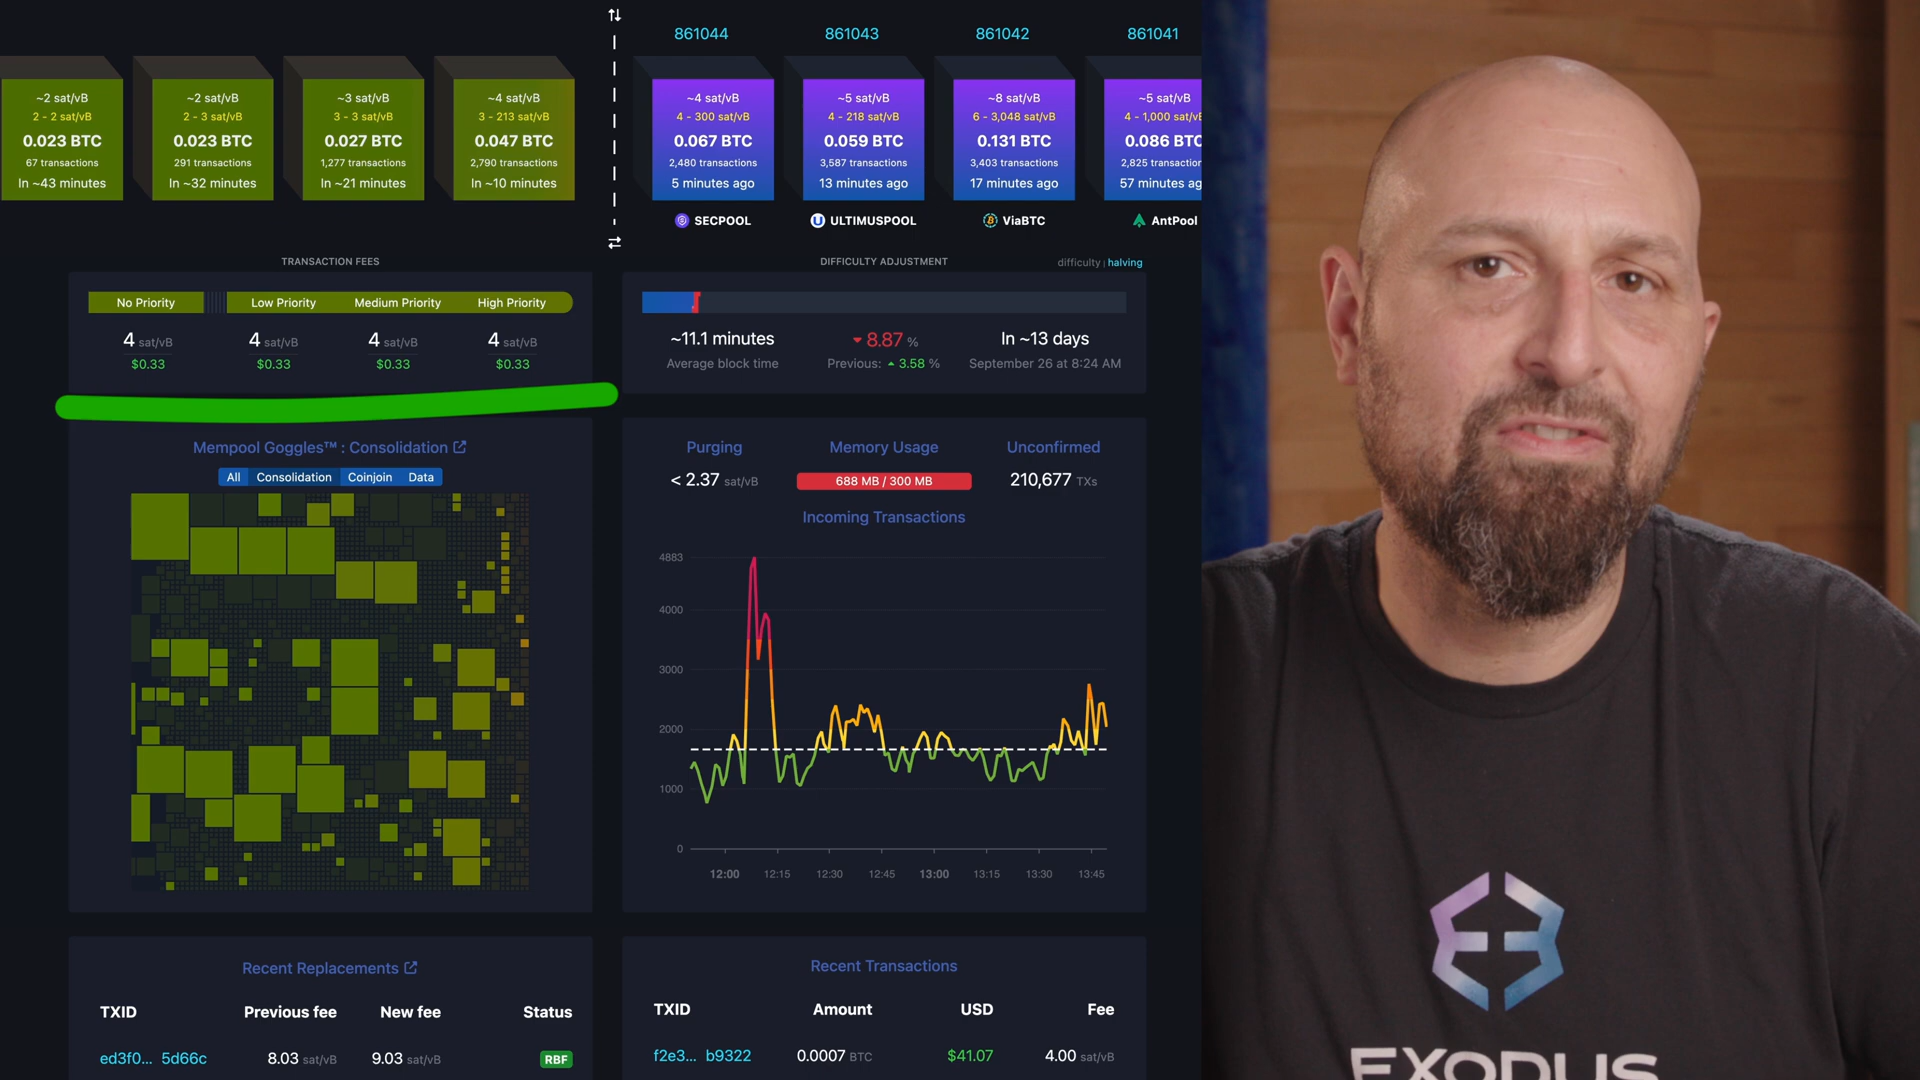 861044
861043
861042
861041
~2 sat/vB
2 - 2 sat/vB
0.023 BTC
67 transactions
In ~43 minutes
~2 sat/vB
2 - 3 sat/vB
0.023 BTC
291 transactions
In ~32 minutes
~3 sat/vB
3 - 3 sat/vB
0.027 BTC
1,277 transactions
In ~21 minutes
~4 sat/vB
3 - 213 sat/vB
0.047 BTC
2,790 transactions
In ~10 minutes
~4 sat/vB
4 - 300 sat/vB
0.067 BTC
2,480 transactions
5 minutes ago
SECPOOL
~5 sat/vB
4 - 218 sat/vB
0.059 BTC
3,587 transactions
13 minutes ago
ULTIMUSPOOL
~8 sat/vB
6 - 3,048 sat/vB
0.131 BTC
3,403 transactions
17 minutes ago
ViaBTC
~5 sat/vB
4 - 1,000 sat/vB
0.086 BTC
2,825 transactions
57 minutes ag
AntPool
TRANSACTION FEES
No Priority Low Priority Medium Priority High Priority
4 sat/vB 4 sat/vB 4 sat/vB 4 sat/vB
$0.33 $0.33 $0.33 $0.33
DIFFICULTY ADJUSTMENT
difficulty | halving
~11.1 minutes 8.87 % In ~13 days
Average block time Previous: 3.58 % September 26 at 8:24 AM
Mempool Goggles™ : Consolidation
All Consolidation Coinjoin Data
Purging Memory Usage Unconfirmed
< 2.37 sat/vB 688 MB / 300 MB 210,677 TXs
Incoming Transactions
4883
4000
3000
2000
1000
0
12:00 12:15 12:30 12:45 13:00 13:15 13:30 13:45
Recent Replacements
TXID Previous fee New fee Status
ed3f0... 5d66c 8.03 sat/vB 9.03 sat/vB RBF
Recent Transactions
TXID Amount USD Fee
f2e3... b9322 0.0007 BTC $41.07 4.00 sat/vB
EXODUS